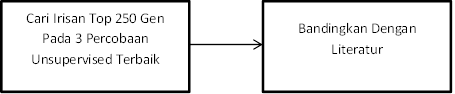 Cari Irisan Top 250 Gen
Pada 3 Percobaan
Unsupervised Terbaik
Bandingkan Dengan
Literatur